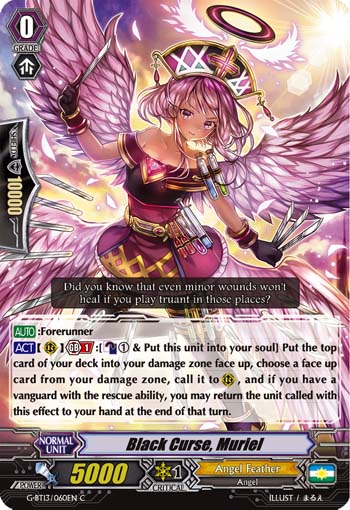 0
GRADE
SHIELD 10000
Did you know that even minor wounds won't
heal if you play truant in those places?
AUTO :Forerunner
ACT [ ] GB 1 :[ 1 & Put this unit into your soul] Put the top
card of your deck into your damage zone face up, choose a face up
card from your damage zone, call it to , and if you have a
vanguard with the rescue ability, you may return the unit called with
this effect to your hand at the end of that turn.
NORMAL
UNIT
Black Curse, Muriel
POWER 5000
1
CRITICAL
Angel Feather
Angel
G-BT13/060EN C
ILLUST / まるえ